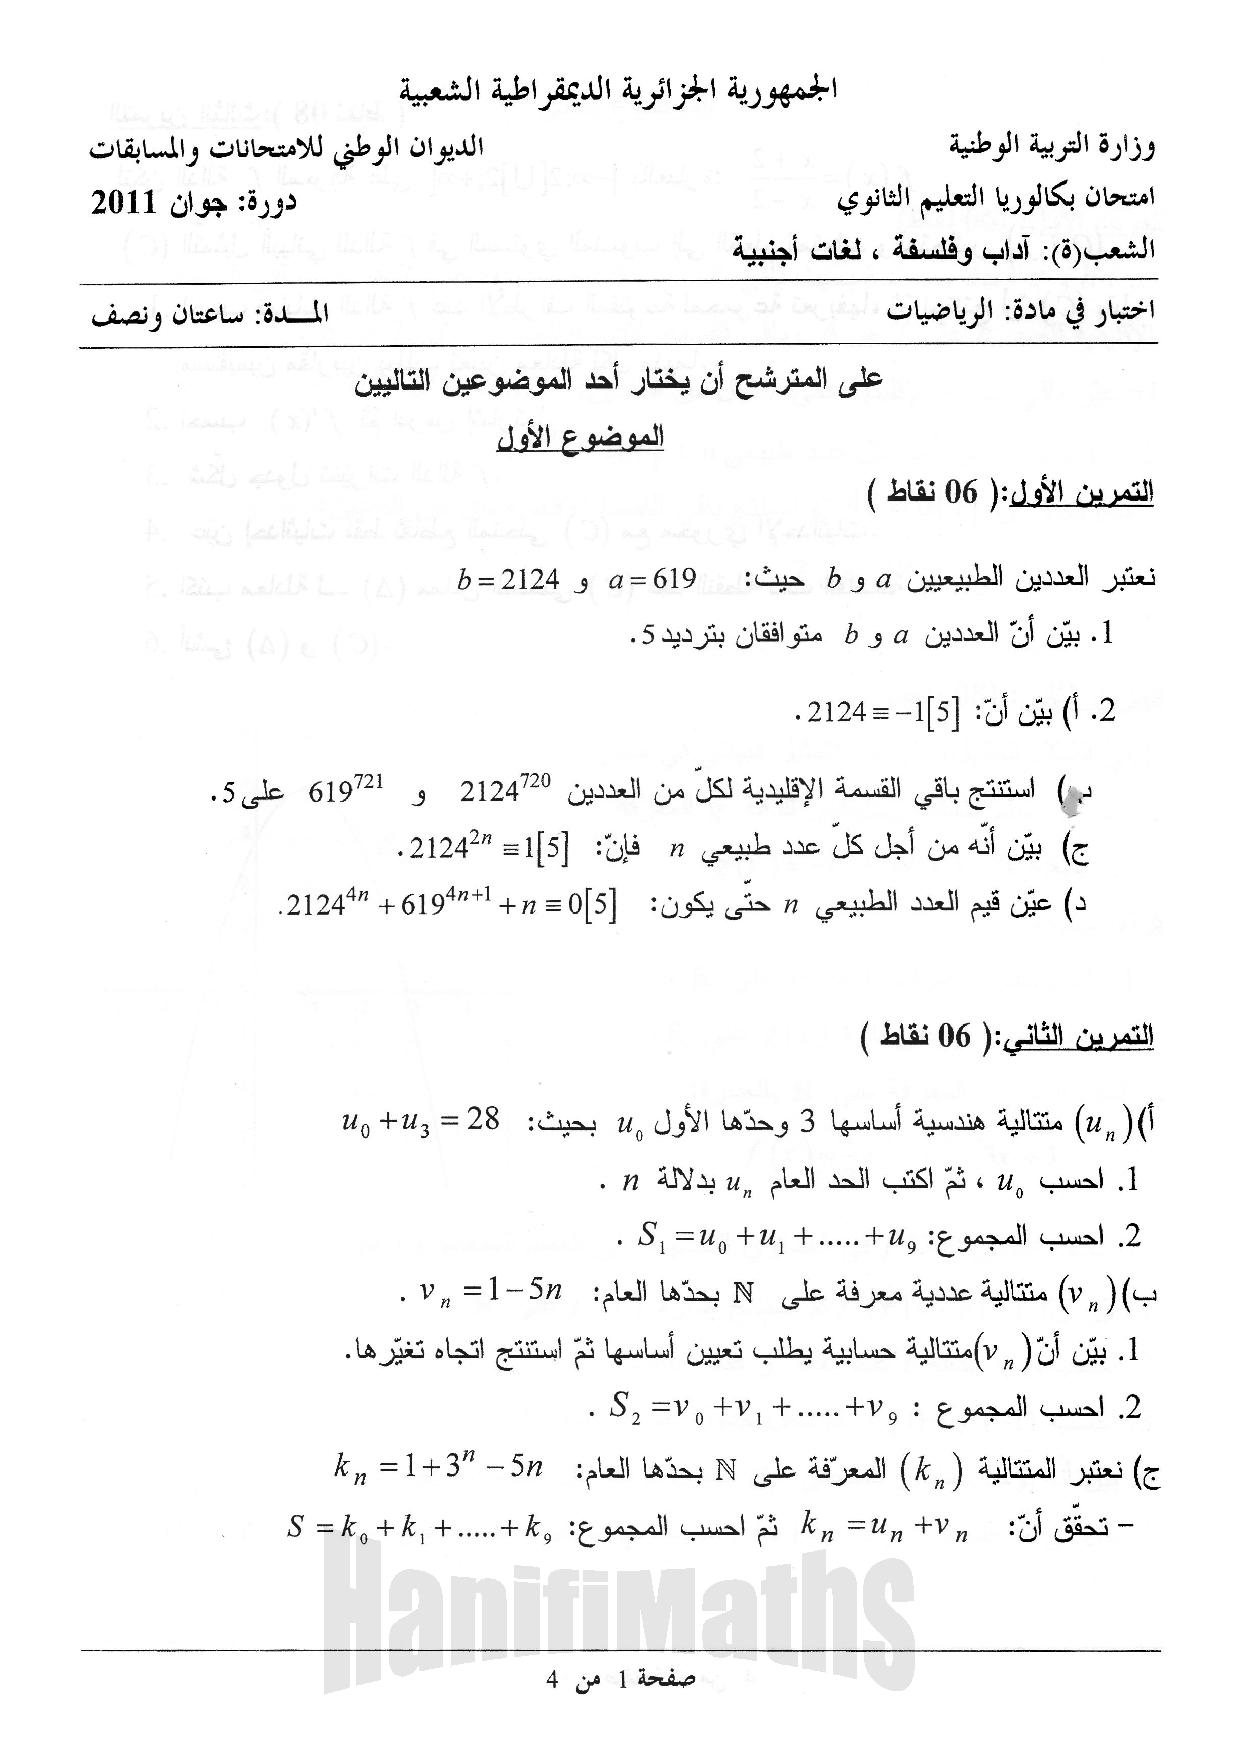 الجمهورية الجزائرية الديمقراطية الشعبية
وزارة التربية الوطنية الديوان الوطني للامتحانات والمسابقات
امتحان بكالوريا التعليم الثانوي دورة: جوان 2011
الشعب(ة): آداب وفلسفة ، لغات أجنبية
اختبار في مادة: الرياضيات المـــدة: ساعتان ونصف
على المترشح أن يختار أحد الموضوعين التاليين
الموضوع الأول
التمرين الأول:( 06 نقاط )
نعتبر العددين الطبيعيين a و b حيث: a = 619 و b = 2124
1. بيّن أنّ العددين a و b متوافقان بترديد 5.
2. أ) بيّن أنّ: 2124 ≡ −1[5].
ب) استنتج باقي القسمة الإقليدية لكلّ من العددين 2124^720 و 619^721 على 5.
ج) بيّن أنّه من أجل كلّ عدد طبيعي n فإنّ: 2124^{2n} ≡ 1[5].
د) عيّن قيم العدد الطبيعي n حتّى يكون: 2124^{4n} + 619^{4n+1} + n ≡ 0[5].
التمرين الثاني:( 06 نقاط )
أ)(u_n) متتالية هندسية أساسها 3 وحدّها الأول u_0 بحيث: u_0 + u_3 = 28
1. احسب u_0 ، ثمّ اكتب الحد العام u_n بدلالة n .
2. احسب المجموع: S_1 = u_0 + u_1 + ..... + u_9 .
ب)(v_n) متتالية عددية معرفة على ℕ بحدّها العام: v_n = 1 − 5n .
1. بيّن أنّ (v_n) متتالية حسابية يطلب تعيين أساسها ثمّ استنتج اتجاه تغيّرها.
2. احسب المجموع : S_2 = v_0 + v_1 + ..... + v_9 .
ج) نعتبر المتتالية (k_n) المعرّفة على ℕ بحدّها العام: k_n = 1 + 3^n − 5n
− تحقّق أنّ: k_n = u_n + v_n ثمّ احسب المجموع: S = k_0 + k_1 + ..... + k_9
HanifiMaths
صفحة 1 من 4